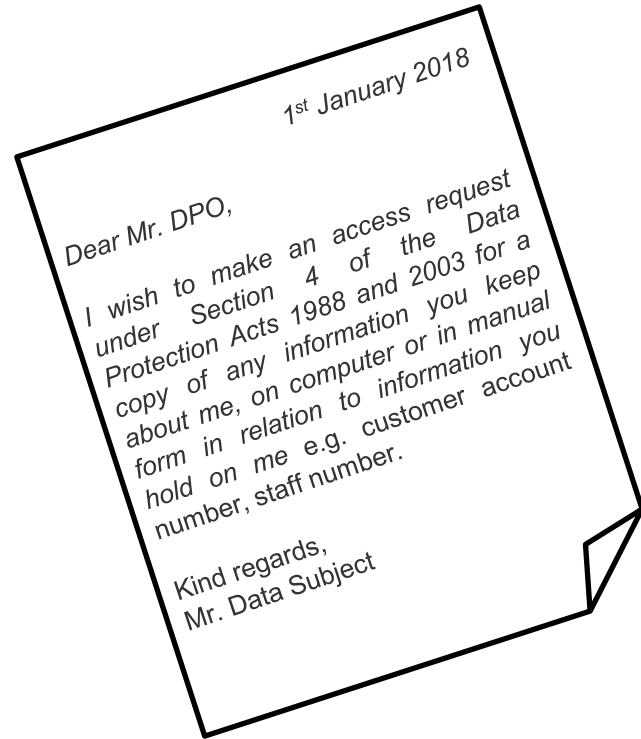 1st January 2018
Dear Mr. DPO,
I wish to make an access request
under Section 4 of the Data
Protection Acts 1988 and 2003 for a
copy of any information you keep
about me, on computer or in manual
form in relation to information you
hold on me e.g. customer account
number, staff number.
Kind regards,
Mr. Data Subject